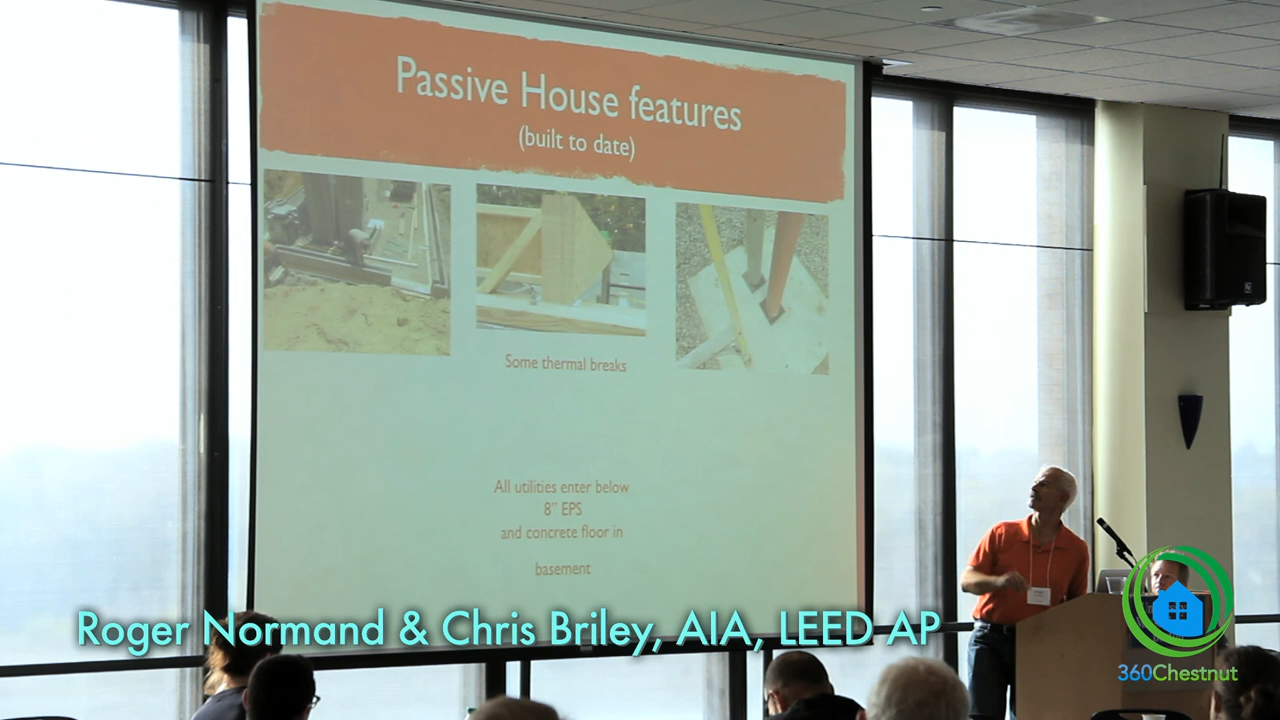 Passive House features
(built to date)
Some thermal breaks
All utilities enter below
8" EPS
and concrete floor in
basement
Roger Normand & Chris Briley, AIA, LEED AP
360Chestnut